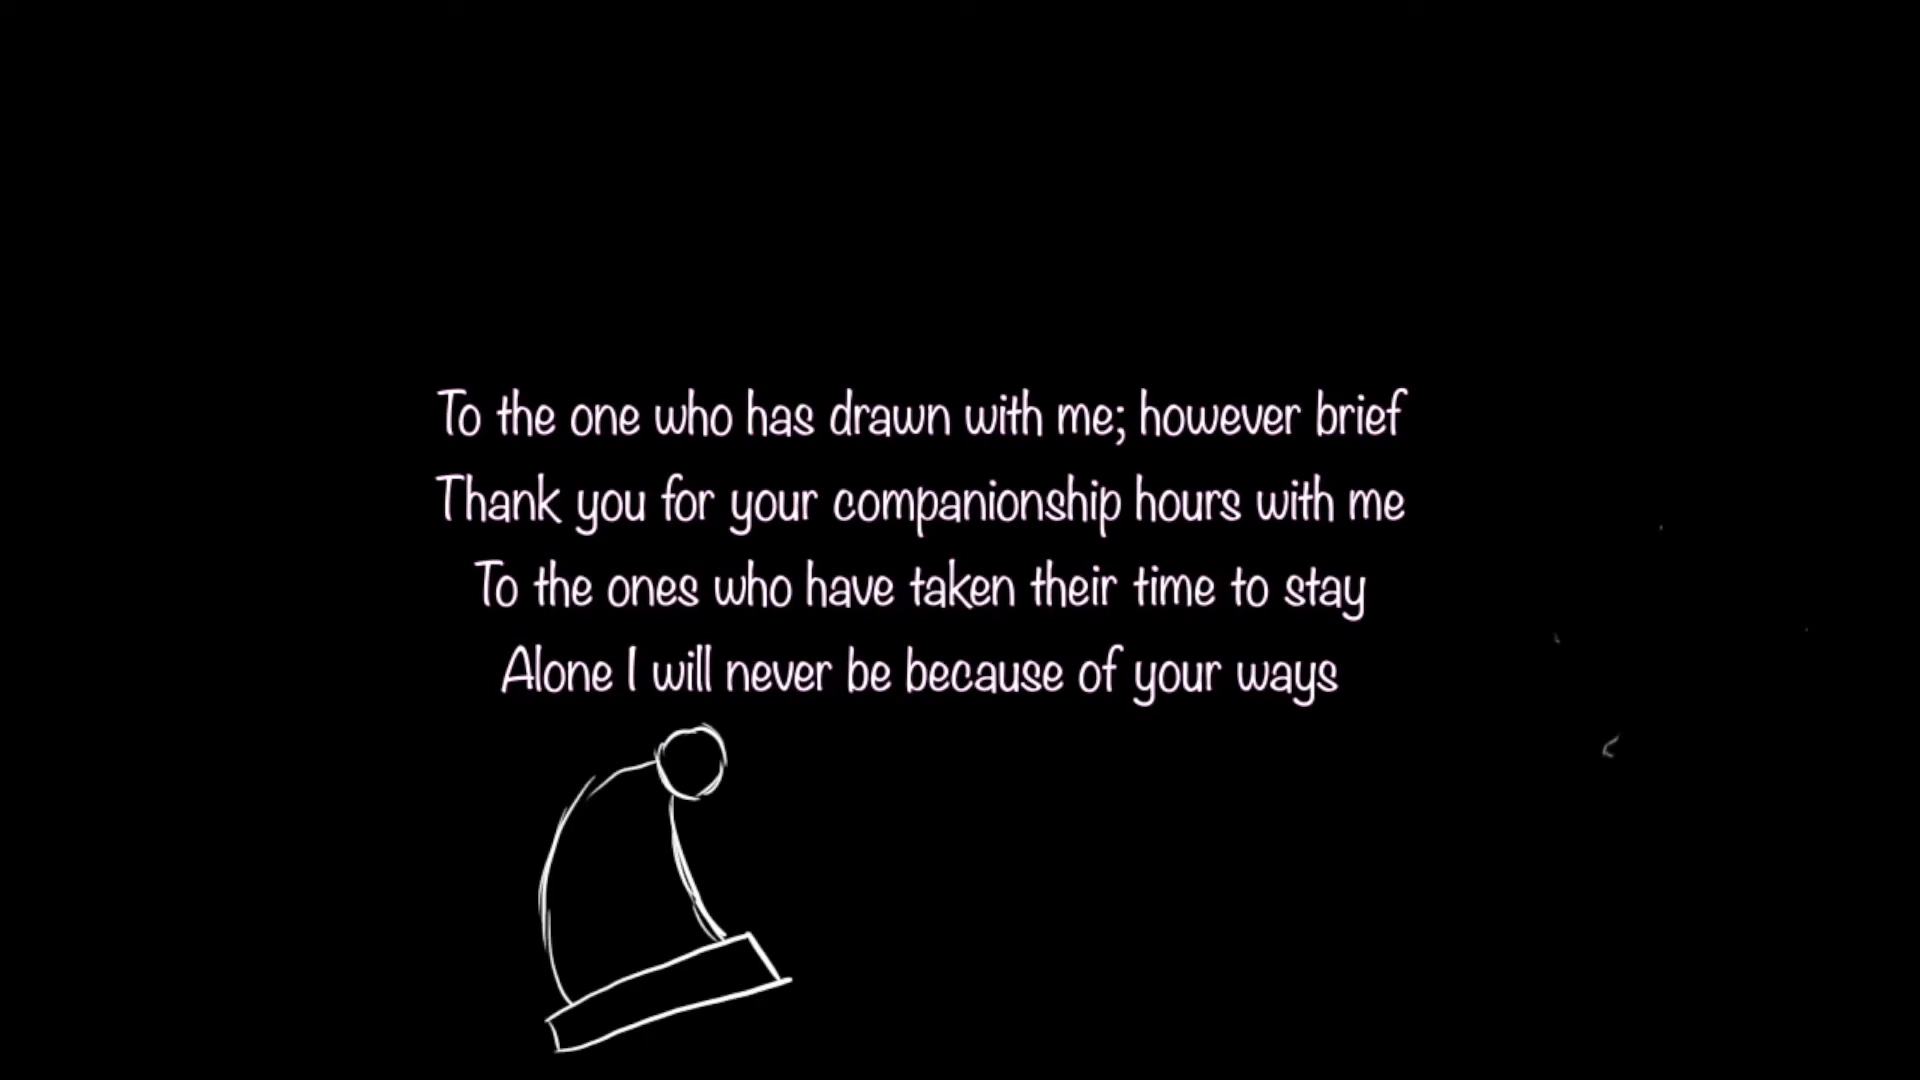 To the one who has drawn with me; however brief
Thank you for your companionship hours with me
To the ones who have taken their time to stay
Alone I will never be because of your ways